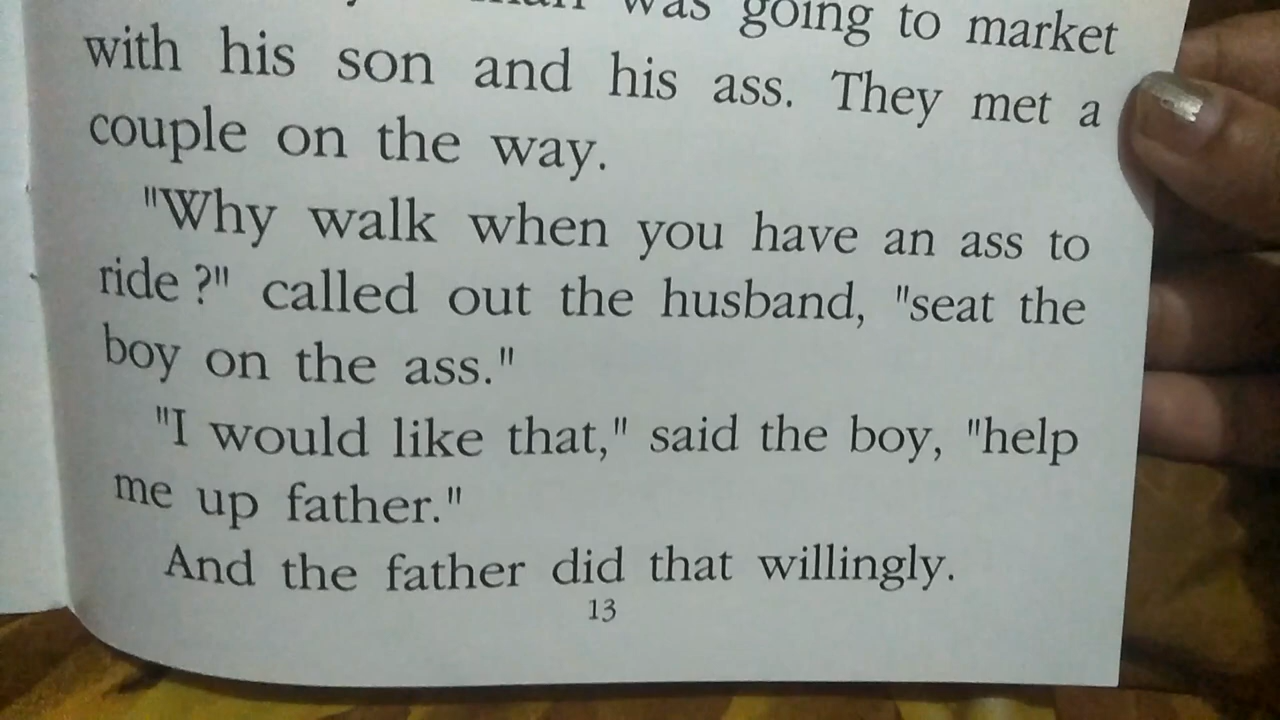 was going to market
with his son and his ass. They met a
couple on the way.
"Why walk when you have an ass to
ride ?" called out the husband, "seat the
boy on the ass."
"I would like that," said the boy, "help
me up father."
And the father did that willingly.
13